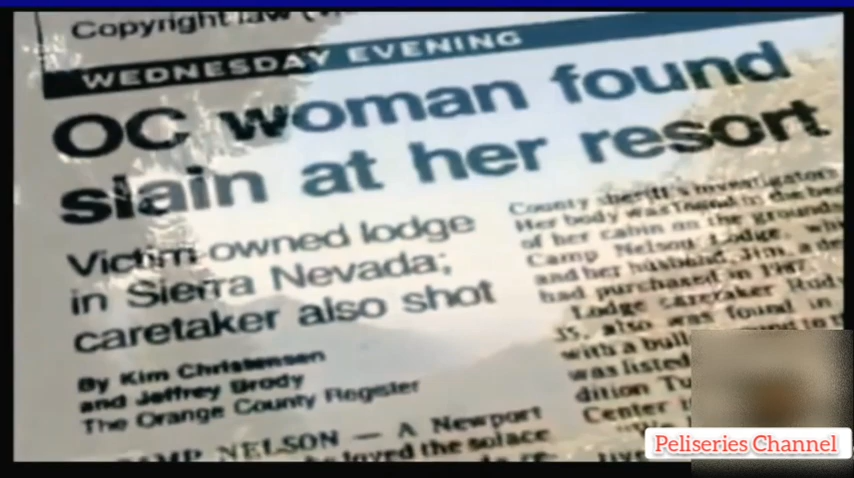 Copyright law
WEDNESDAY EVENING
OC woman found
slain at her resort
Victim owned lodge
in Sierra Nevada;
caretaker also shot
By Kim Christensen
and Jeffrey Brody
The Orange County Register
NELSON — A Newport
loved the solace
County sheriff's investigators
Her body was found in the
of her cabin on the grounds
Camp Nelson Lodge,
and her husband, Jim, a
had purchased in 1987.
Lodge caretaker
55, also was found in
with a
was listed
dition
Center
Peliseries Channel